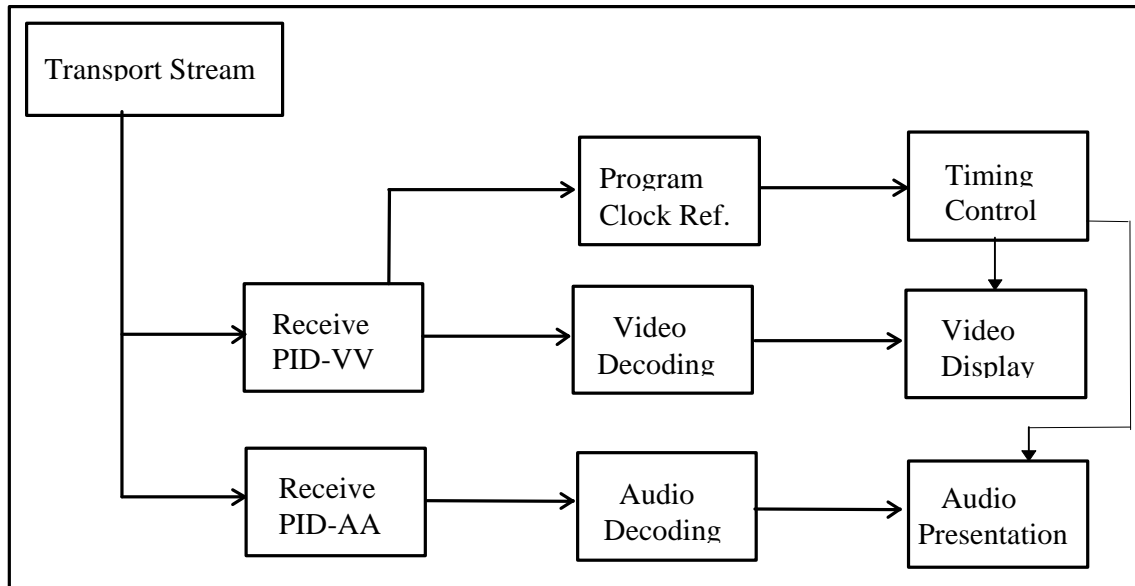 Transport Stream
Program
Clock Ref.
Timing
Control
Receive
PID-VV
Video
Decoding
Video
Display
Receive
PID-AA
Audio
Decoding
Audio
Presentation